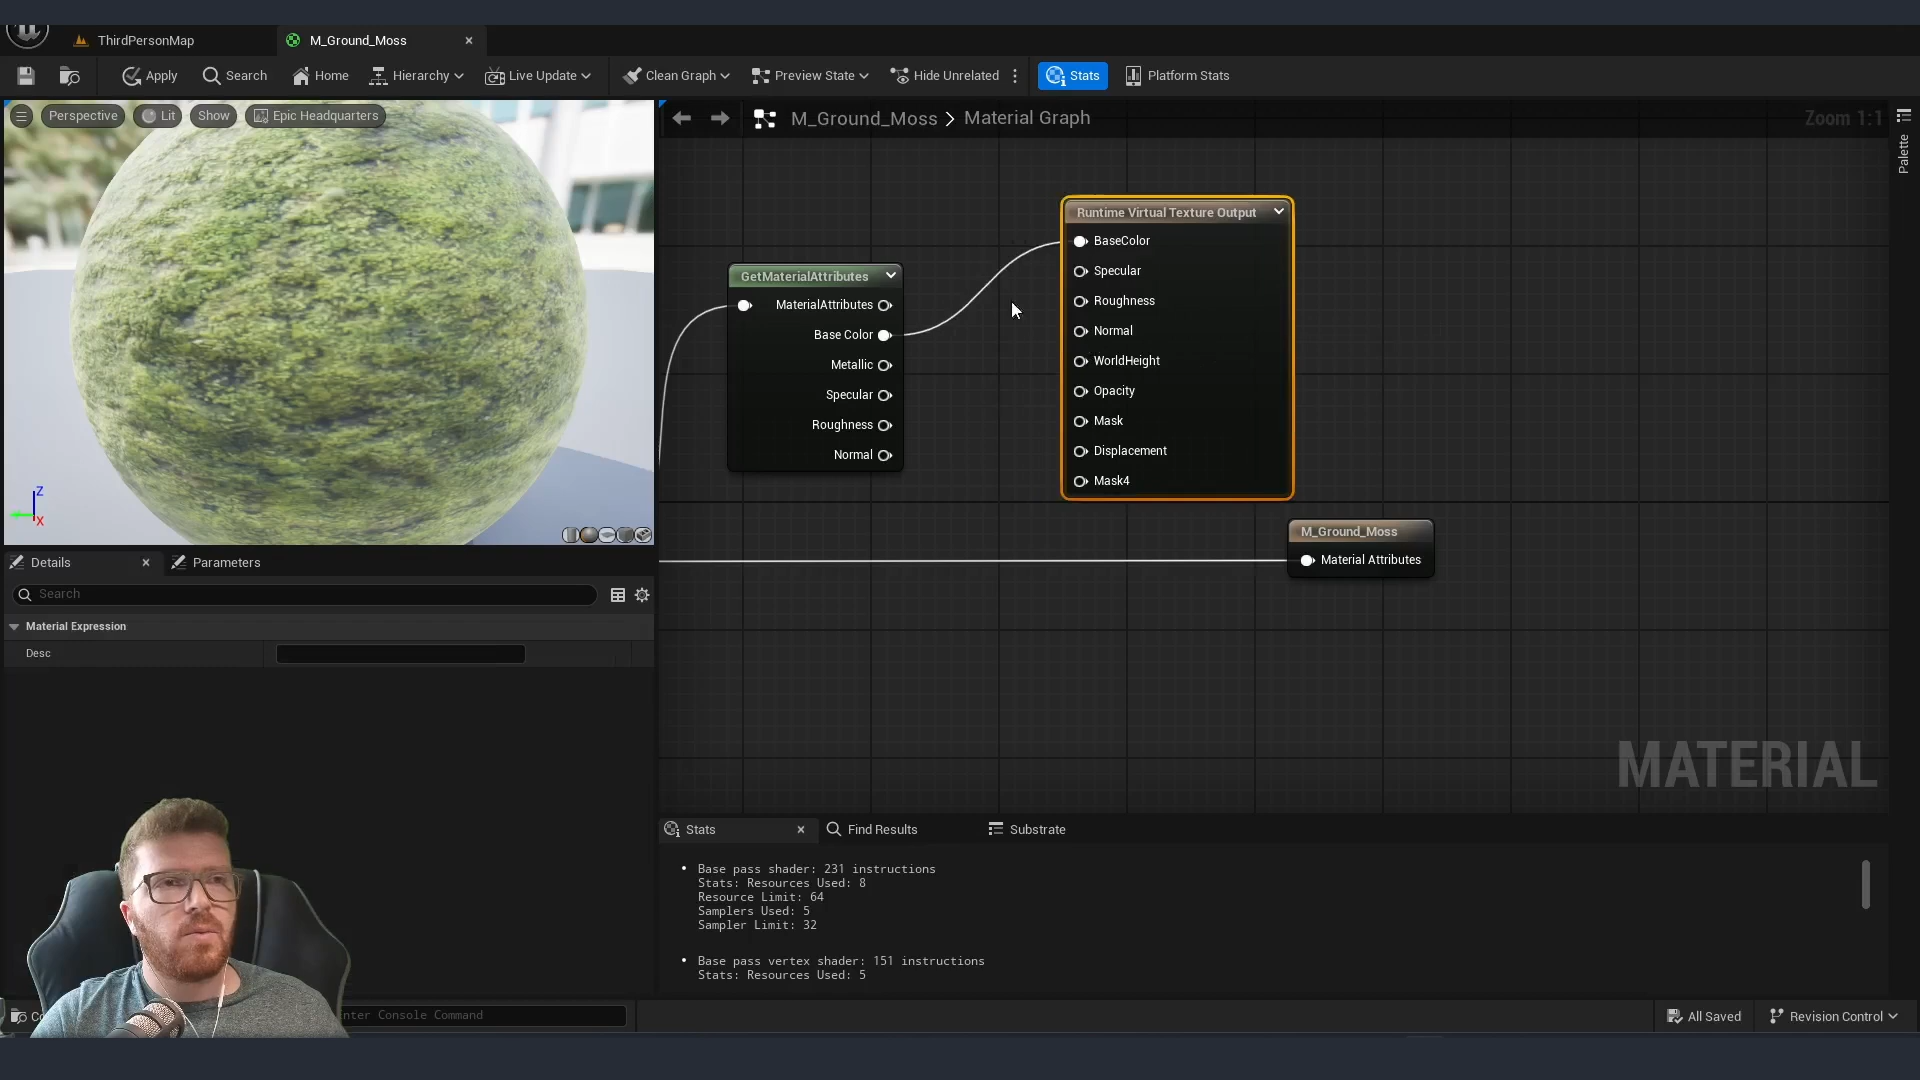 ThirdPersonMap
M_Ground_Moss
Apply
Search
Home
Hierarchy
Live Update
Clean Graph
Preview State
Hide Unrelated
Stats
Platform Stats
Perspective
Lit
Show
Epic Headquarters
M_Ground_Moss > Material Graph
Zoom 1:1
Palette
Runtime Virtual Texture Output
BaseColor
Specular
Roughness
Normal
WorldHeight
Opacity
Mask
Displacement
Mask4
GetMaterialAttributes
MaterialAttributes
Base Color
Metallic
Specular
Roughness
Normal
M_Ground_Moss
Material Attributes
MATERIAL
Z
X
Details
Parameters
Search
Material Expression
Desc
Stats
Find Results
Substrate
• Base pass shader: 231 instructions
Stats: Resources Used: 8
Resource Limit: 64
Samplers Used: 5
Sampler Limit: 32
• Base pass vertex shader: 151 instructions
Stats: Resources Used: 5
Console Command
All Saved
Revision Control